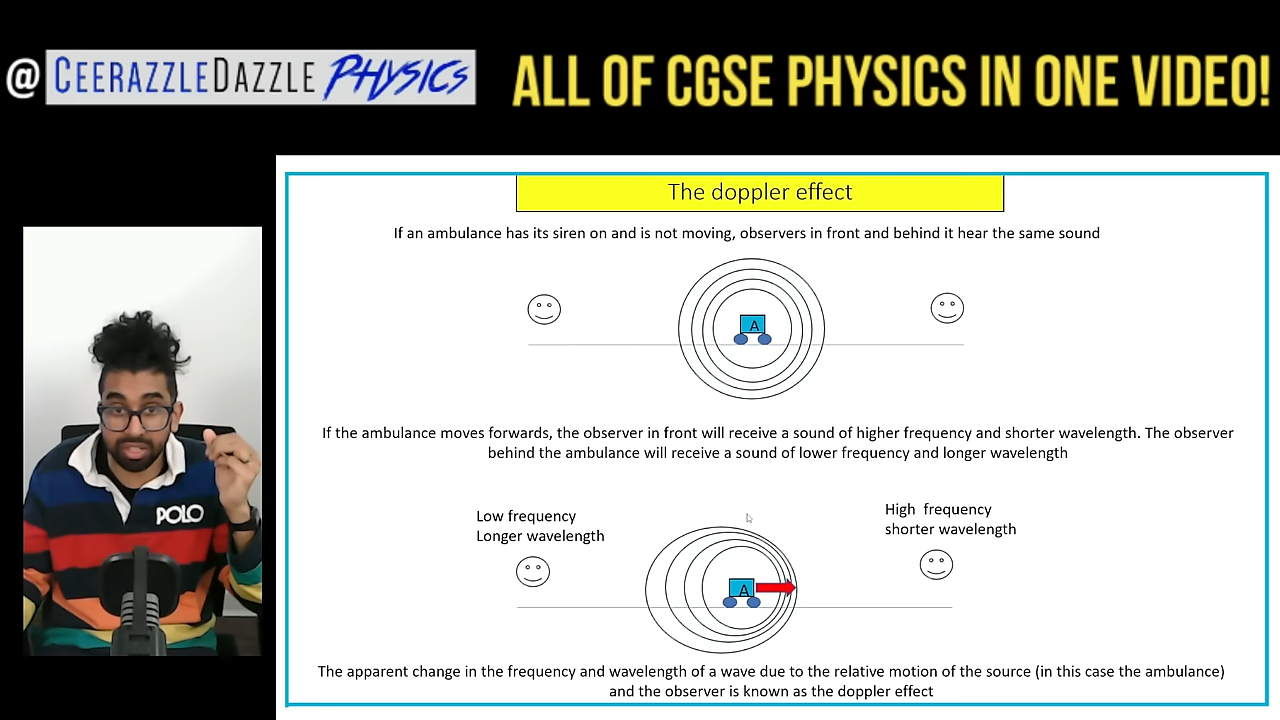 @ CEERAZZLEDAZZLE PHYSICS
ALL OF CGSE PHYSICS IN ONE VIDEO!
The doppler effect
If an ambulance has its siren on and is not moving, observers in front and behind it hear the same sound
A
If the ambulance moves forwards, the observer in front will receive a sound of higher frequency and shorter wavelength. The observer
behind the ambulance will receive a sound of lower frequency and longer wavelength
Low frequency
Longer wavelength
High frequency
shorter wavelength
A
POLO
The apparent change in the frequency and wavelength of a wave due to the relative motion of the source (in this case the ambulance)
and the observer is known as the doppler effect